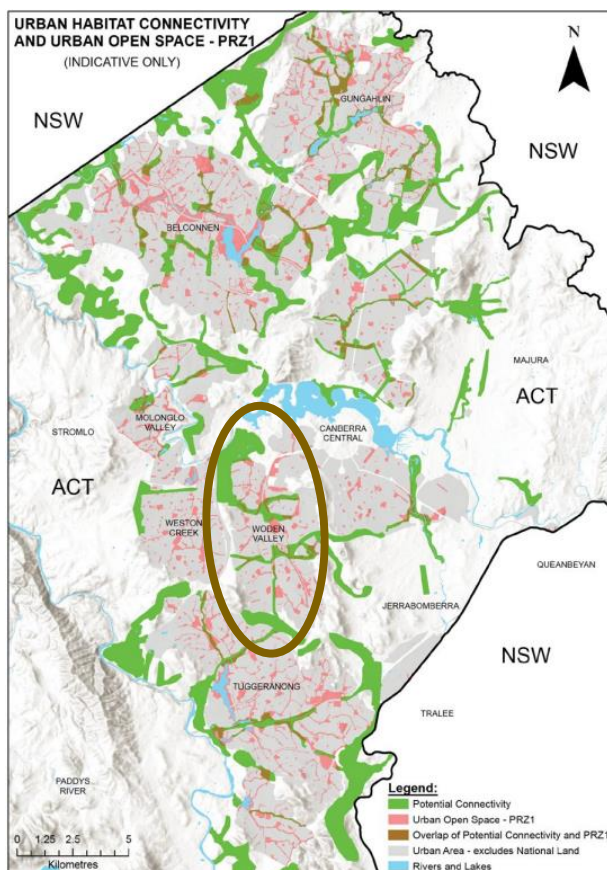 URBAN HABITAT CONNECTIVITY
AND URBAN OPEN SPACE - PRZ1
(INDICATIVE ONLY)
N
NSW
GUNGAHLIN
NSW
BELCONNEN
MAJURA
ACT
MOLONGLO
VALLEY
STROMLO
CANBERRA
CENTRAL
ACT
WESTON
CREEK
WODEN
VALLEY
QUEANBEYAN
JERRABOMBERRA
NSW
TUGGERANONG
TRALEE
PADDYS
RIVER
Legend:
Potential Connectivity
Urban Open Space - PRZ1
Overlap of Potential Connectivity and PRZ1
Urban Area - excludes National Land
Rivers and Lakes
0 1.25 2.5 5
Kilometres